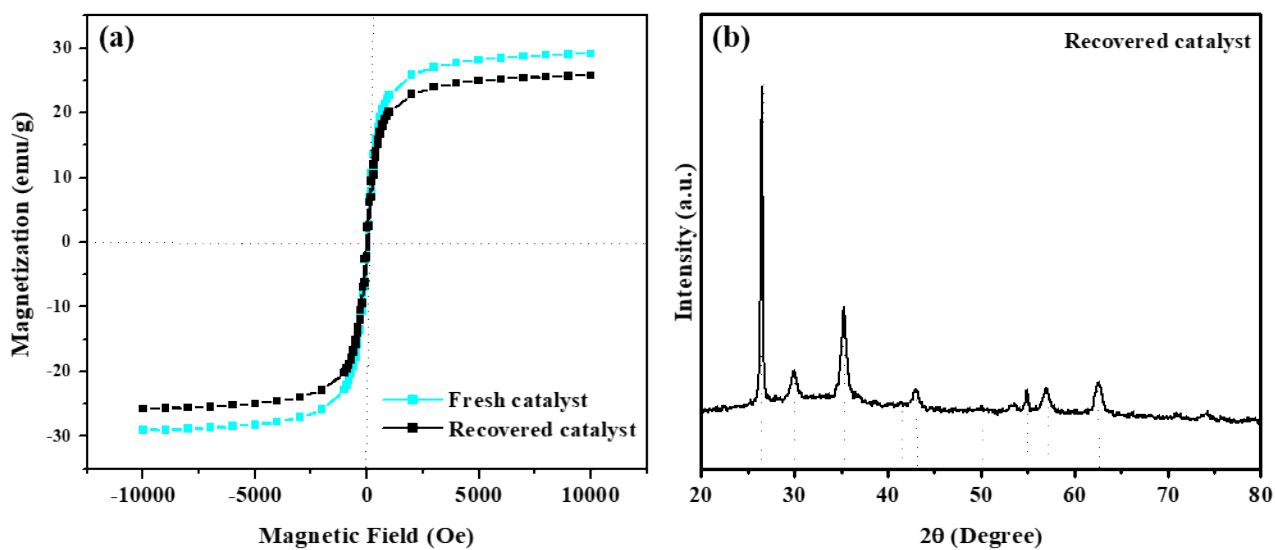 (a)
30
20
10
0
-10
-20
-30
Magnetization (emu/g)
Fresh catalyst
Recovered catalyst
-10000 -5000 0 5000 10000
Magnetic Field (Oe)
(b)
Recovered catalyst
Intensity (a.u.)
20 30 40 50 60 70 80
2θ (Degree)